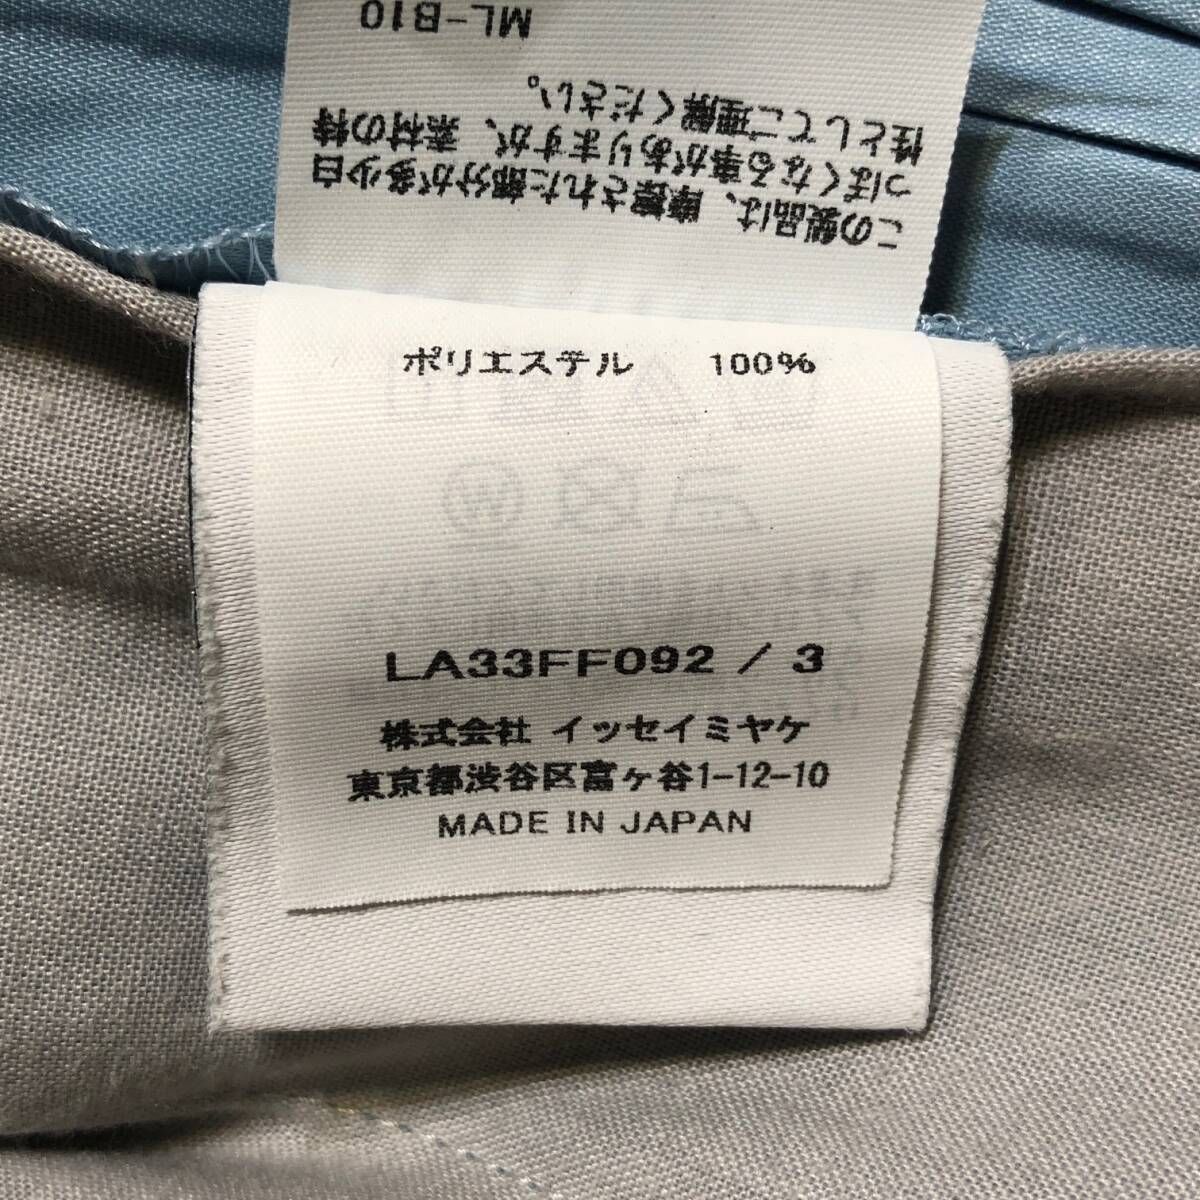 この製品は、摩擦された部分が多少白
っぽくなる事がありますが、素材の特
性としてご理解ください。
ML-B10
ポリエステル 100%
LA33FF092 / 3
株式会社 イッセイミヤケ
東京都渋谷区富ヶ谷1-12-10
MADE IN JAPAN